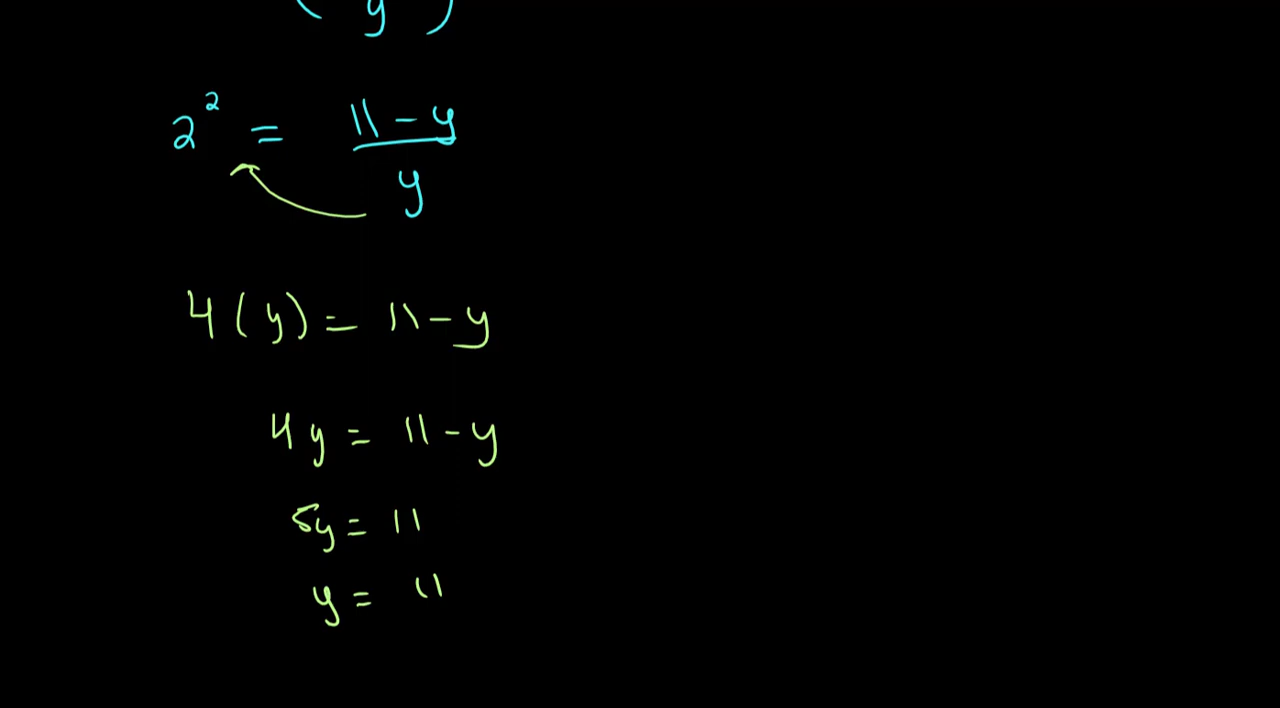 ( y )
2² = 11 - y / y
4(y) = 11 - y
4y = 11 - y
5y = 11
y = 11